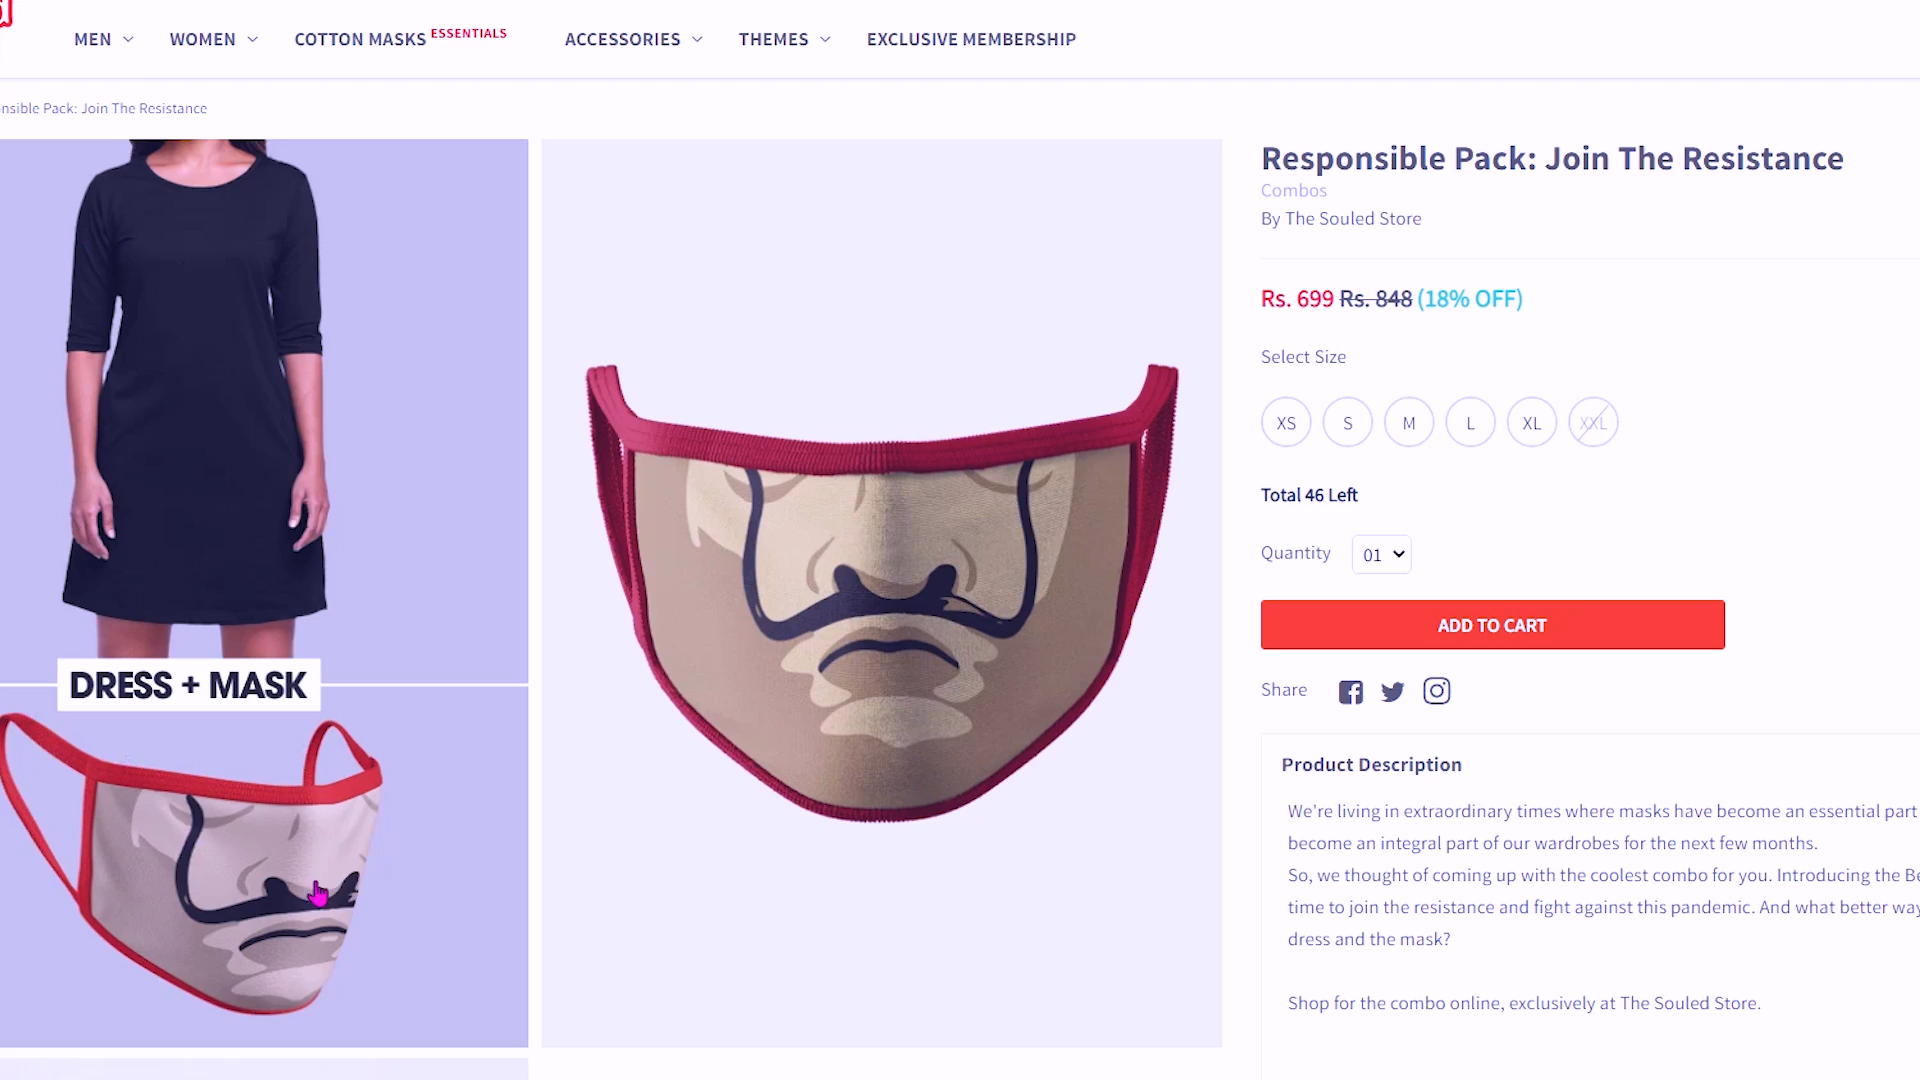 MEN
WOMEN
COTTON MASKS ESSENTIALS
ACCESSORIES
THEMES
EXCLUSIVE MEMBERSHIP
Pack: Join The Resistance
DRESS + MASK
Responsible Pack: Join The Resistance
Combos
By The Souled Store
Rs. 699 Rs. 848 (18% OFF)
Select Size
XS S M L XL XXL
Total 46 Left
Quantity 01
ADD TO CART
Share
Product Description
We're living in extraordinary times where masks have become an essential part
become an integral part of our wardrobes for the next few months.
So, we thought of coming up with the coolest combo for you. Introducing the
time to join the resistance and fight against this pandemic. And what better way
dress and the mask?
Shop for the combo online, exclusively at The Souled Store.